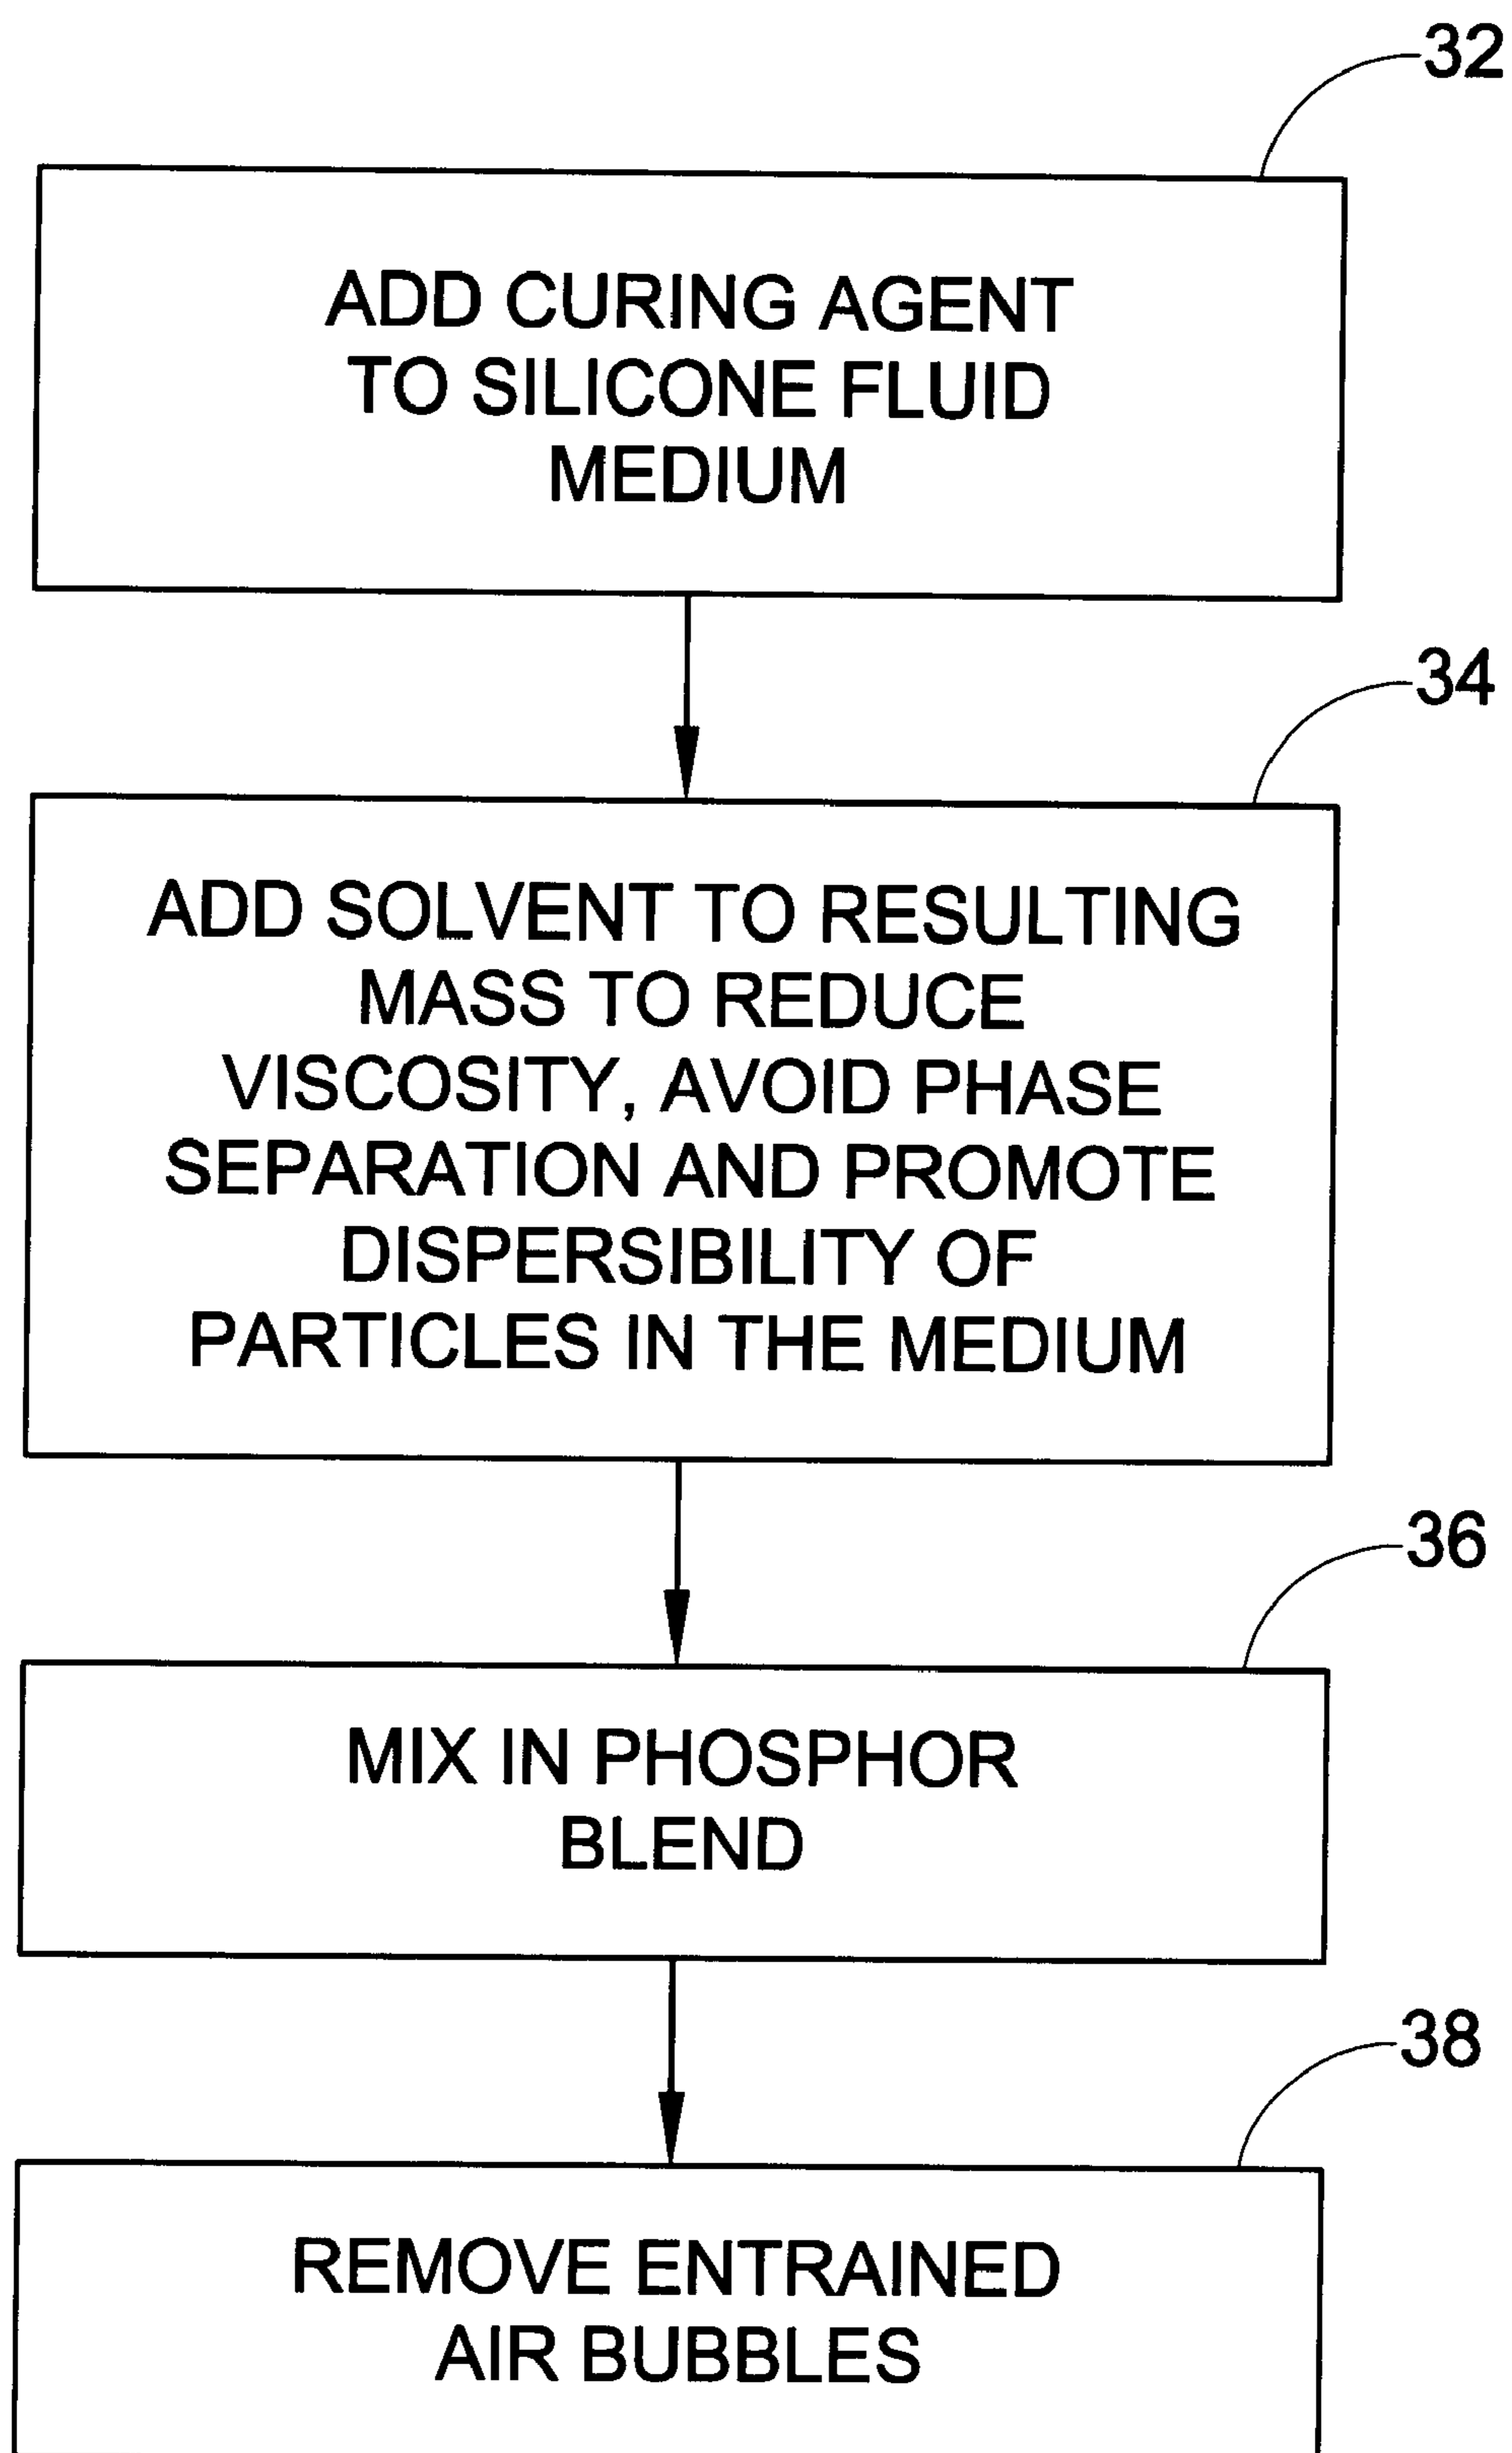 32
ADD CURING AGENT
TO SILICONE FLUID
MEDIUM
34
ADD SOLVENT TO RESULTING
MASS TO REDUCE
VISCOSITY, AVOID PHASE
SEPARATION AND PROMOTE
DISPERSIBILITY OF
PARTICLES IN THE MEDIUM
36
MIX IN PHOSPHOR
BLEND
38
REMOVE ENTRAINED
AIR BUBBLES